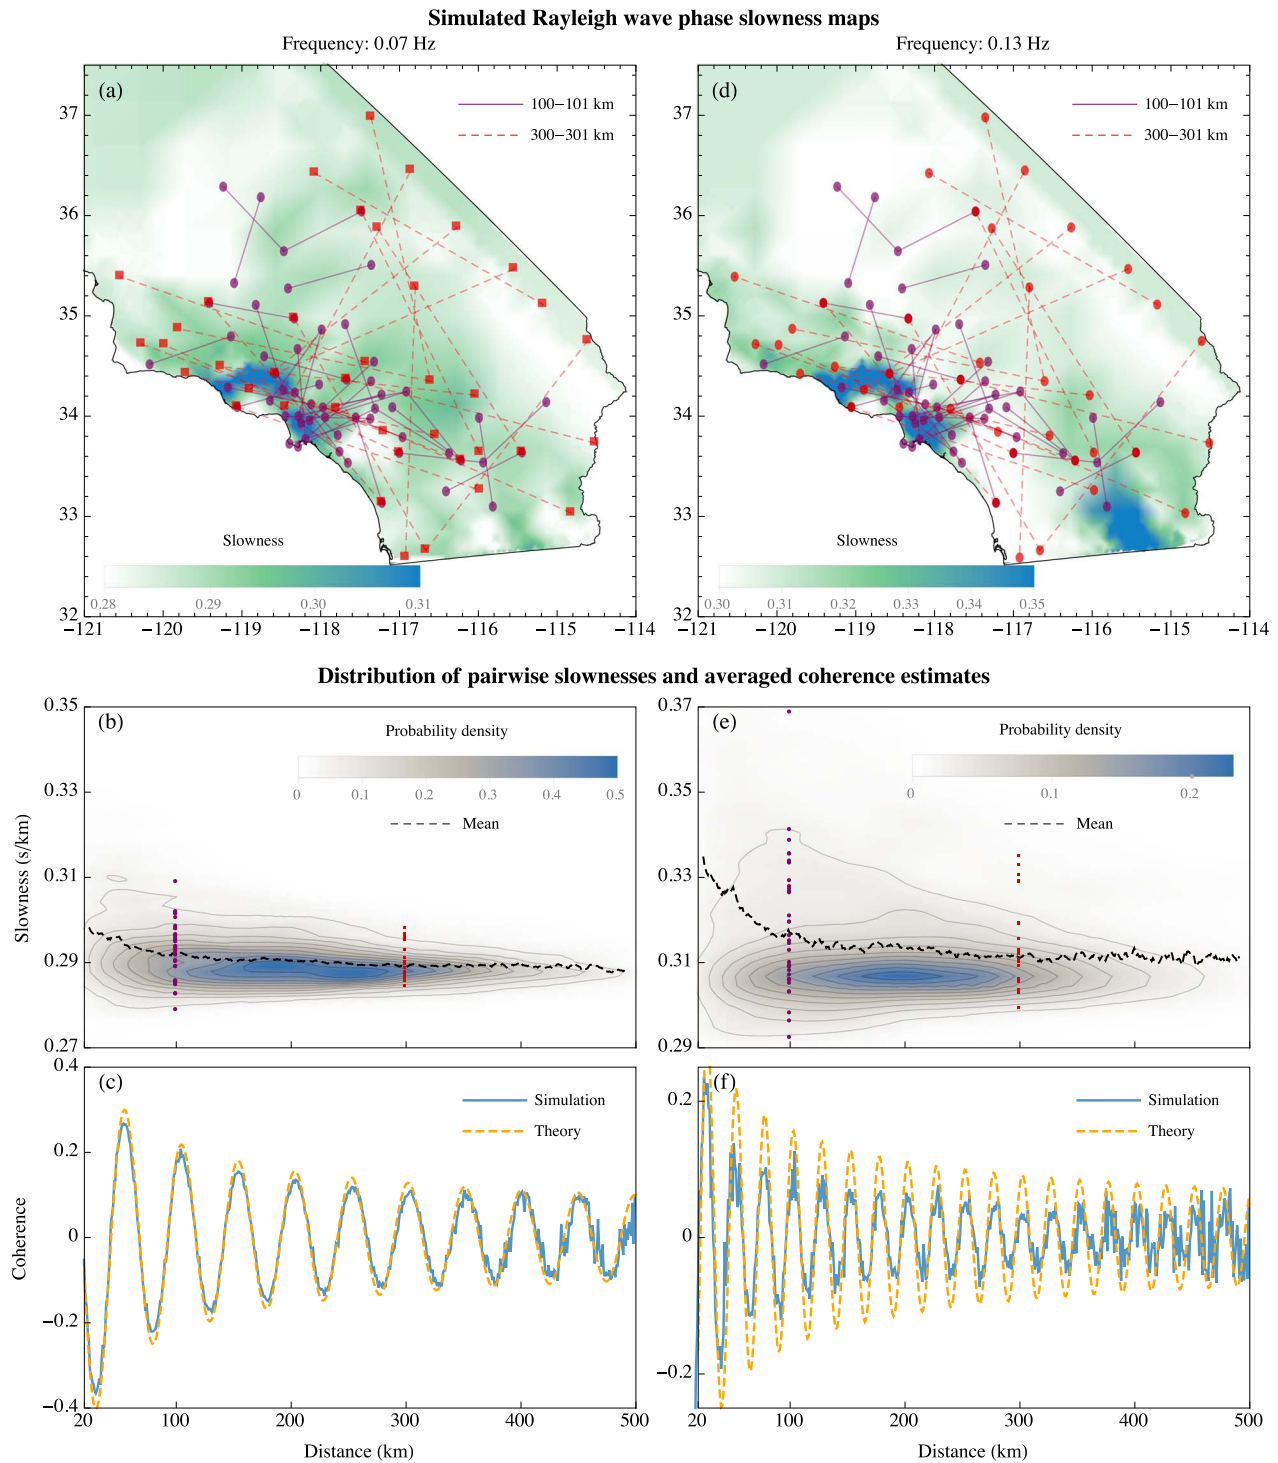 Simulated Rayleigh wave phase slowness maps
Frequency: 0.07 Hz
(a)
100−101 km
300−301 km
37
36
35
34
33
32
Slowness
0.28 0.29 0.30 0.31
−121 −120 −119 −118 −117 −116 −115 −114
Frequency: 0.13 Hz
(d)
100−101 km
300−301 km
Slowness
0.30 0.31 0.32 0.33 0.34 0.35
−121 −120 −119 −118 −117 −116 −115 −114
Distribution of pairwise slownesses and averaged coherence estimates
(b)
Probability density
0 0.1 0.2 0.3 0.4 0.5
Mean
0.35
0.33
0.31
0.29
0.27
Slowness (s/km)
(e)
Probability density
0 0.1 0.2
Mean
0.37
0.35
0.33
0.31
0.29
(c)
Simulation
Theory
0.4
0.2
0
−0.2
−0.4
Coherence
20 100 200 300 400 500
Distance (km)
(f)
Simulation
Theory
0.2
0
−0.2
20 100 200 300 400 500
Distance (km)